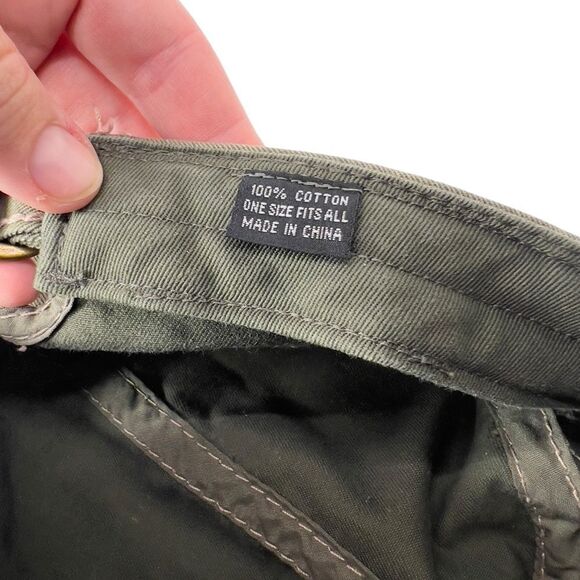 100% COTTON
ONE SIZE FITS ALL
MADE IN CHINA